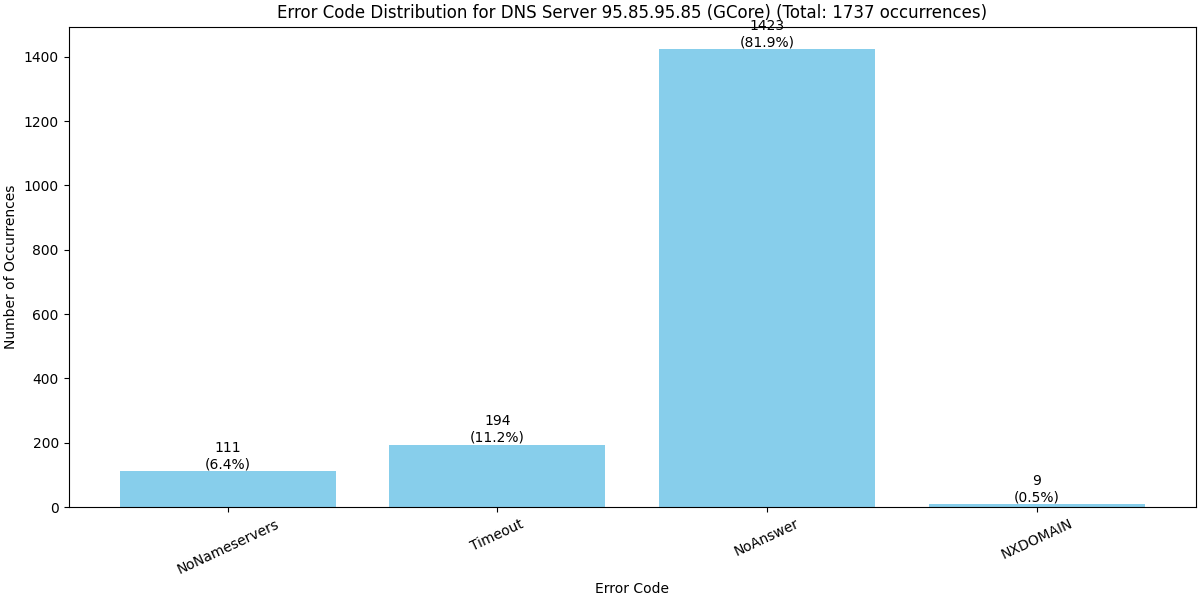 Error Code Distribution for DNS Server 95.85.95.85 (GCore) (Total: 1737 occurrences)
Number of Occurrences
1400
1200
1000
800
600
400
200
0
111
(6.4%)
194
(11.2%)
1423
(81.9%)
9
(0.5%)
NoNameservers
Timeout
NoAnswer
NXDOMAIN
Error Code